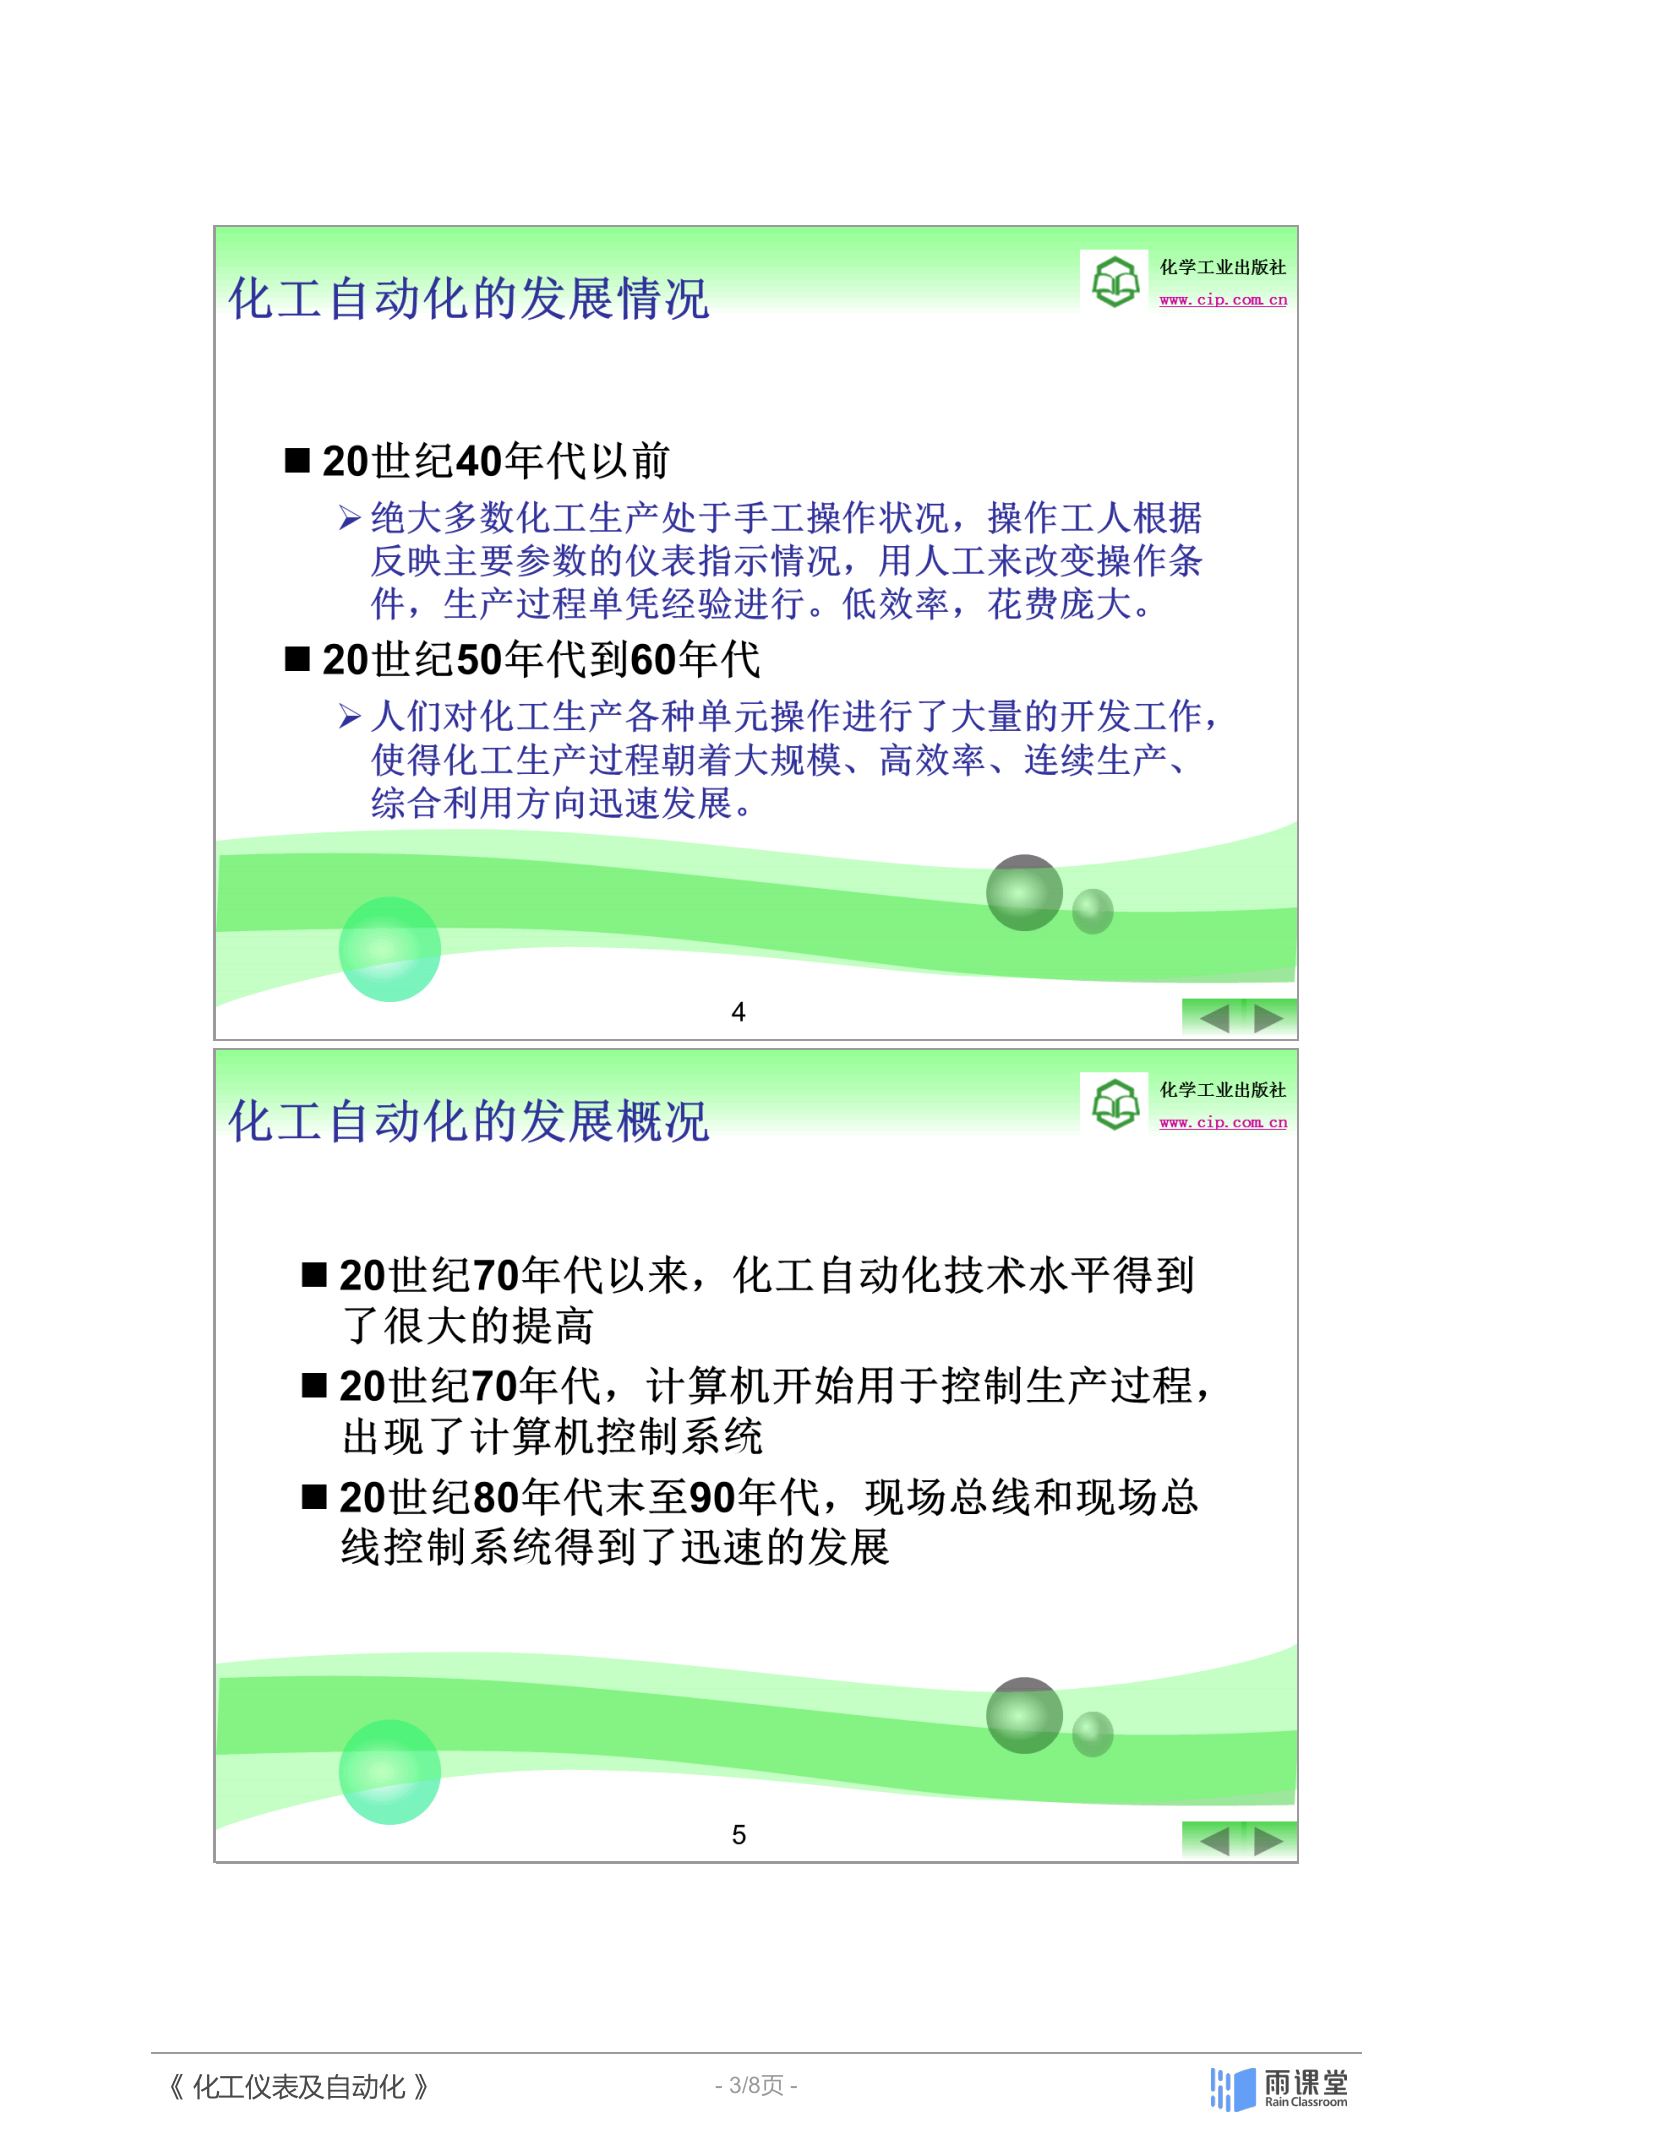 化工自动化的发展情况
化学工业出版社
www.cip.com.cn
■ 20世纪40年代以前
➢ 绝大多数化工生产处于手工操作状况，操作工人根据
反映主要参数的仪表指示情况，用人工来改变操作条
件，生产过程单凭经验进行。低效率，花费庞大。
■ 20世纪50年代到60年代
➢ 人们对化工生产各种单元操作进行了大量的开发工作，
使得化工生产过程朝着大规模、高效率、连续生产、
综合利用方向迅速发展。
4
化工自动化的发展概况
化学工业出版社
www.cip.com.cn
■ 20世纪70年代以来，化工自动化技术水平得到
了很大的提高
■ 20世纪70年代，计算机开始用于控制生产过程，
出现了计算机控制系统
■ 20世纪80年代末至90年代，现场总线和现场总
线控制系统得到了迅速的发展
5
《 化工仪表及自动化 》
- 3/8页 -
雨课堂
Rain Classroom